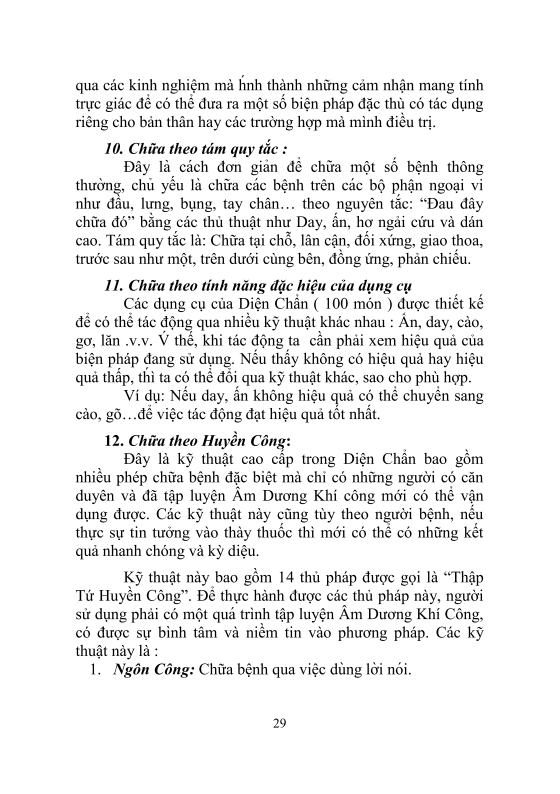 qua các kinh nghiệm mà h́nh thành những cảm nhận mang tính
trực giác để có thể đưa ra một số biện pháp đặc thù có tác dụng
riêng cho bản thân hay các trường hợp mà mình điều trị.
10. Chữa theo tám quy tắc :
Đây là cách đơn giản để chữa một số bệnh thông
thường, chủ yếu là chữa các bệnh trên các bộ phận ngoại vi
như đầu, lưng, bụng, tay chân… theo nguyên tắc: “Đau đây
chữa đó” bằng các thủ thuật như Day, ấn, hơ ngải cứu và dán
cao. Tám quy tắc là: Chữa tại chỗ, lân cận, đối xứng, giao thoa,
trước sau như một, trên dưới cùng bên, đồng ứng, phản chiếu.
11. Chữa theo tính năng đặc hiệu của dụng cụ
Các dụng cụ của Diện Chẩn ( 100 món ) được thiết kế
để có thể tác động qua nhiều kỹ thuật khác nhau : Ấn, day, cào,
gơ, lăn .v.v. V́ thế, khi tác động ta  cần phải xem hiệu quả của
biện pháp đang sử dụng. Nếu thấy không có hiệu quả hay hiệu
quả thấp, th́ì ta có thể đổi qua kỹ thuật khác, sao cho phù hợp.
Ví dụ: Nếu day, ấn không hiệu quả có thể chuyển sang
cào, gõ…để việc tác động đạt hiệu quả tốt nhất.
12. Chữa theo Huyền Công:
Đây là kỹ thuật cao cấp trong Diện Chẩn bao gồm
nhiều phép chữa bệnh đặc biệt mà chỉ có những người có căn
duyên và đã tập luyện Âm Dương Khí công mới có thể vận
dụng được. Các kỹ thuật này cũng tùy theo người bệnh, nếu
thực sự tin tưởng vào thày thuốc thì mới có thể có những kết
quả nhanh chóng và kỳ diệu.
Kỹ thuật này bao gồm 14 thủ pháp được gọi là “Thập
Tứ Huyền Công”. Để thực hành được các thủ pháp này, người
sử dụng phải có một quá trình tập luyện Âm Dương Khí Công,
có được sự bình tâm và niềm tin vào phương pháp. Các kỹ
thuật này là :
1. Ngôn Công: Chữa bệnh qua việc dùng lời nói.
29